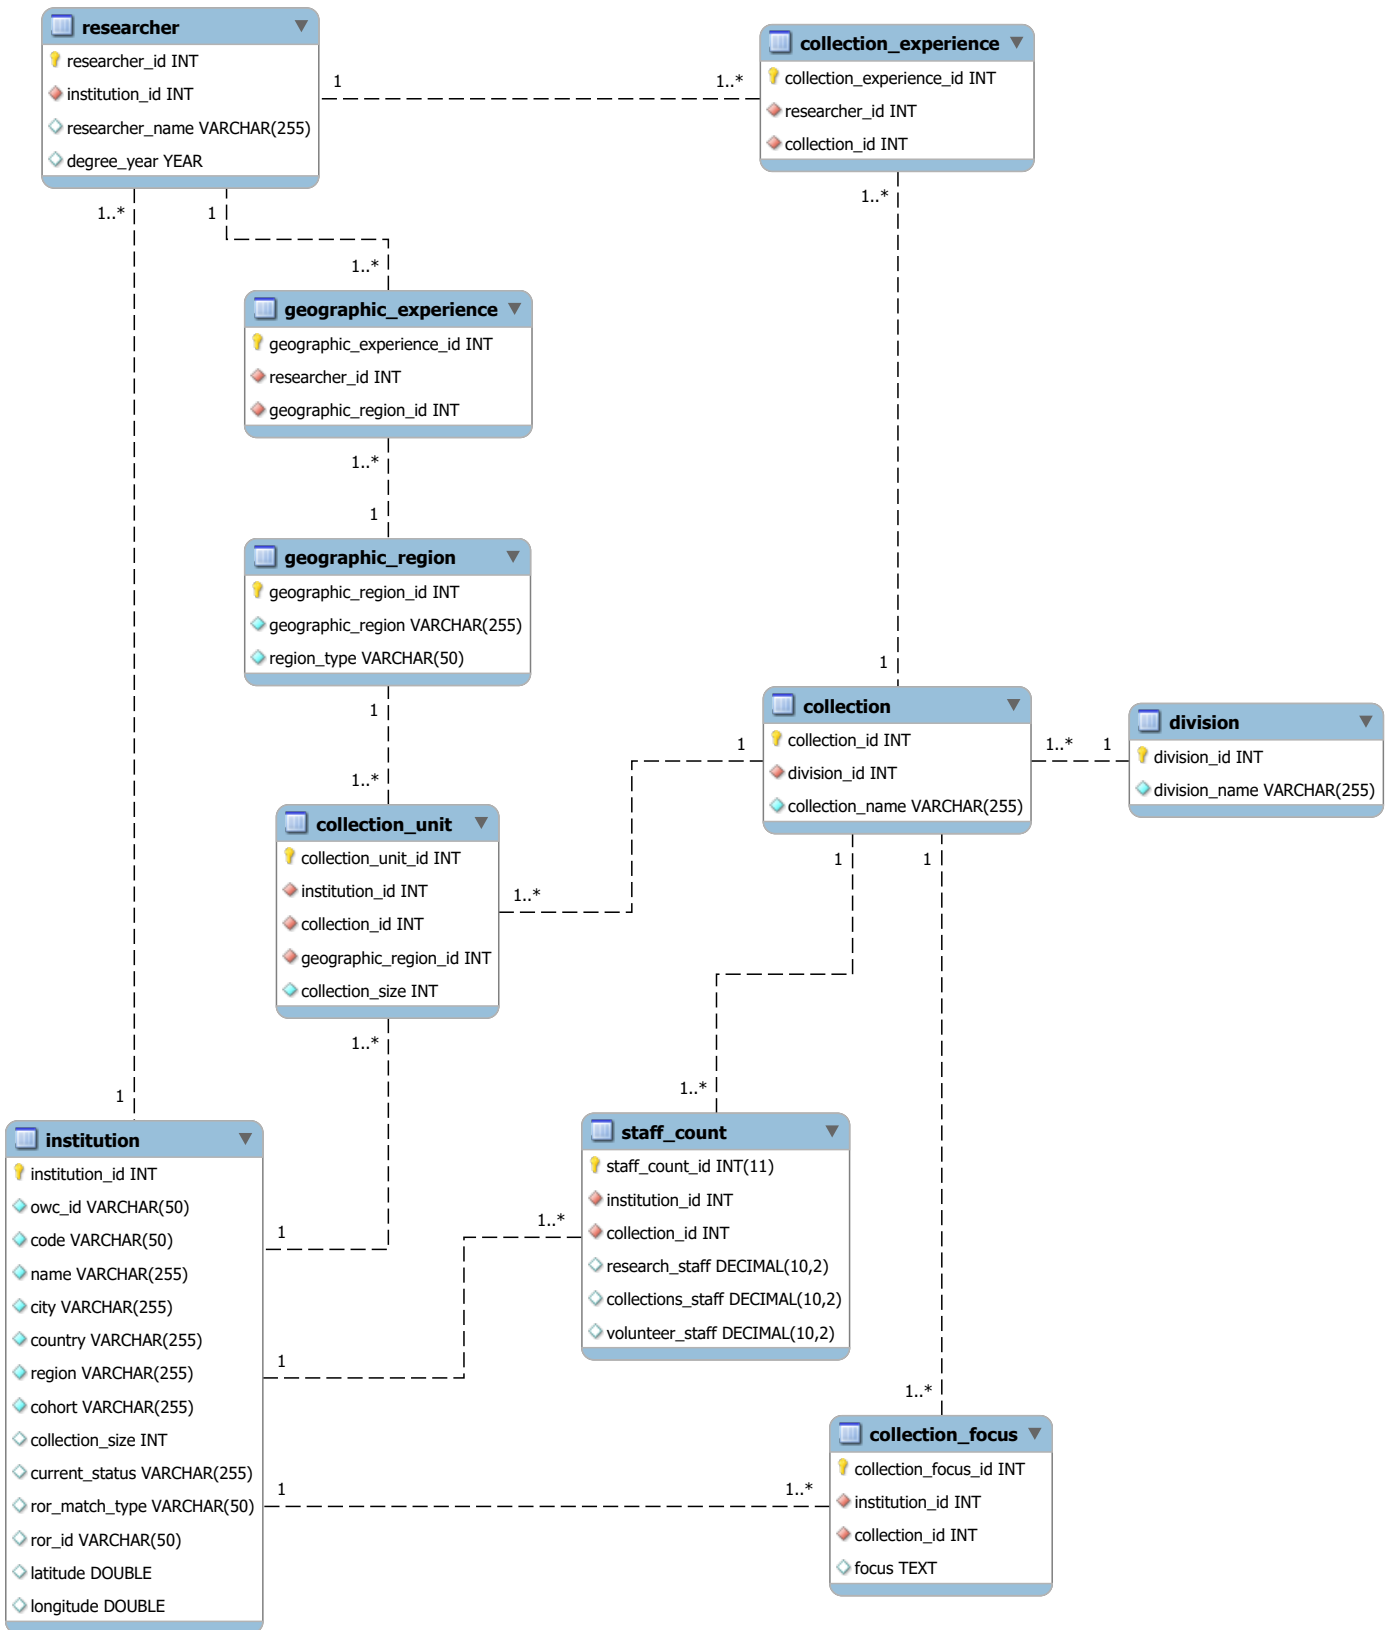 researcher
researcher_id INT
institution_id INT
researcher_name VARCHAR(255)
degree_year YEAR
collection_experience
collection_experience_id INT
researcher_id INT
collection_id INT
1
1..*
1..*
1
1..*
1..*
geographic_experience
geographic_experience_id INT
researcher_id INT
geographic_region_id INT
1..*
1
geographic_region
geographic_region_id INT
geographic_region VARCHAR(255)
region_type VARCHAR(50)
1
1..*
1
collection
collection_id INT
division_id INT
collection_name VARCHAR(255)
1..*
1
division
division_id INT
division_name VARCHAR(255)
1
collection_unit
collection_unit_id INT
institution_id INT
collection_id INT
geographic_region_id INT
collection_size INT
1..*
1
1
1..*
1..*
1
institution
institution_id INT
owc_id VARCHAR(50)
code VARCHAR(50)
name VARCHAR(255)
city VARCHAR(255)
country VARCHAR(255)
region VARCHAR(255)
cohort VARCHAR(255)
collection_size INT
current_status VARCHAR(255)
ror_match_type VARCHAR(50)
ror_id VARCHAR(50)
latitude DOUBLE
longitude DOUBLE
staff_count
staff_count_id INT(11)
institution_id INT
collection_id INT
research_staff DECIMAL(10,2)
collections_staff DECIMAL(10,2)
volunteer_staff DECIMAL(10,2)
1
1..*
1
1..*
1
1..*
collection_focus
collection_focus_id INT
institution_id INT
collection_id INT
focus TEXT